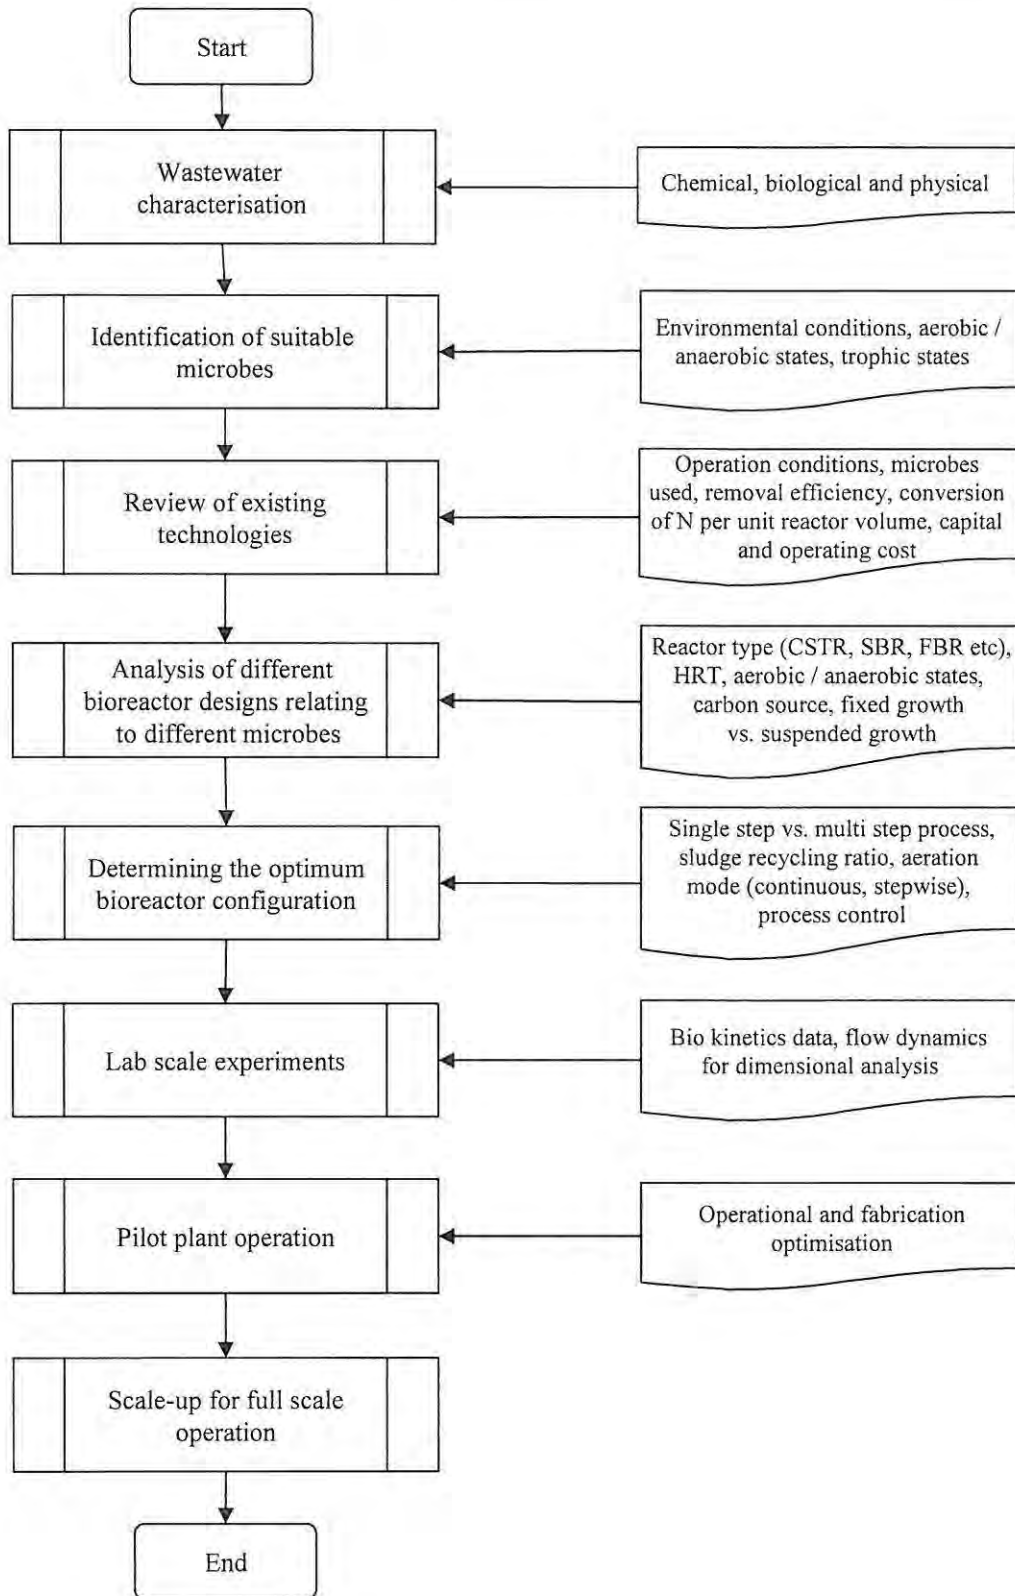 Start
Wastewater
characterisation
Chemical, biological and physical
Identification of suitable
microbes
Environmental conditions, aerobic /
anaerobic states, trophic states
Review of existing
technologies
Operation conditions, microbes
used, removal efficiency, conversion
of N per unit reactor volume, capital
and operating cost
Analysis of different
bioreactor designs relating
to different microbes
Reactor type (CSTR, SBR, FBR etc),
HRT, aerobic / anaerobic states,
carbon source, fixed growth
vs. suspended growth
Determining the optimum
bioreactor configuration
Single step vs. multi step process,
sludge recycling ratio, aeration
mode (continuous, stepwise),
process control
Lab scale experiments
Bio kinetics data, flow dynamics
for dimensional analysis
Pilot plant operation
Operational and fabrication
optimisation
Scale-up for full scale
operation
End